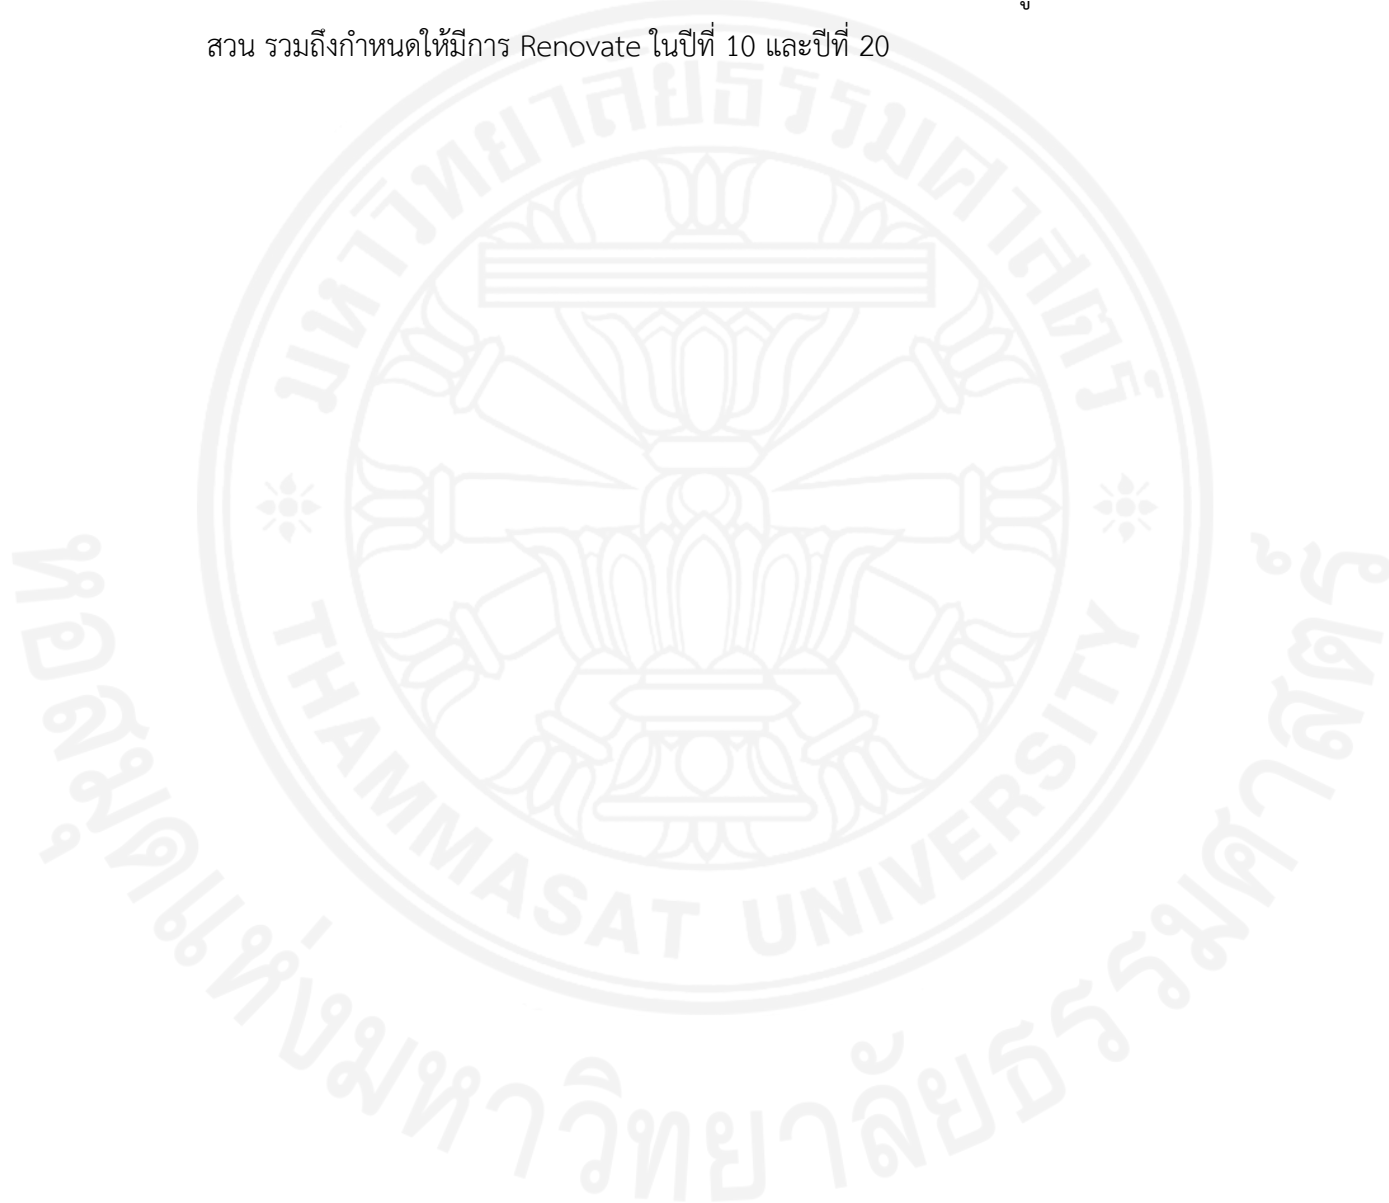 สวน รวมถึงกำหนดให้มีการ Renovate ในปีที่ 10 และปีที่ 20
มหาวิทยาลัยธรรมศาสตร์
THAMMASAT UNIVERSITY
หอสมุดแห่งมหาวิทยาลัยธรรมศาสตร์